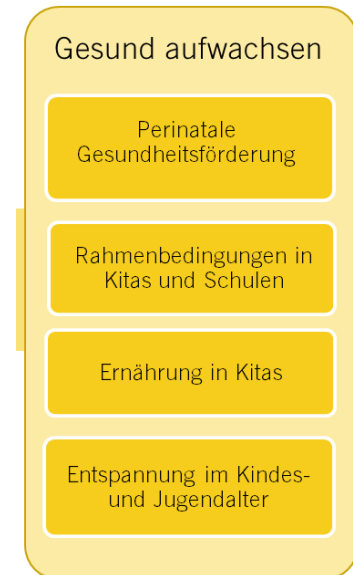 Gesund aufwachsen
Perinatale
Gesundheitsförderung
Rahmenbedingungen in
Kitas und Schulen
Ernährung in Kitas
Entspannung im Kindes-
und Jugendalter